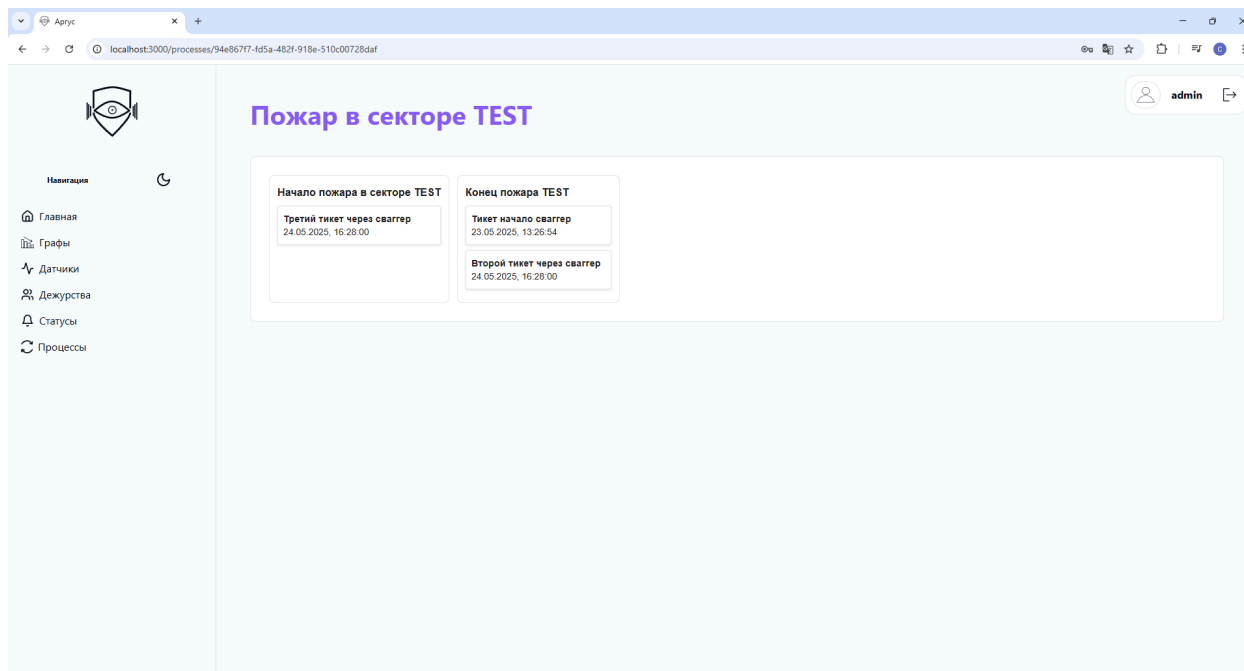 Аргус
localhost:3000/processes/94e867f7-fd5a-482f-918e-510c00728daf
C
admin
Пожар в секторе TEST
Навигация
Главная
Графы
Датчики
Дежурства
Статусы
Процессы
Начало пожара в секторе TEST
Третий тикет через сваггер
24.05.2025, 16:28:00
Конец пожара TEST
Тикет начало сваггер
23.05.2025, 13:26:54
Второй тикет через сваггер
24.05.2025, 16:28:00